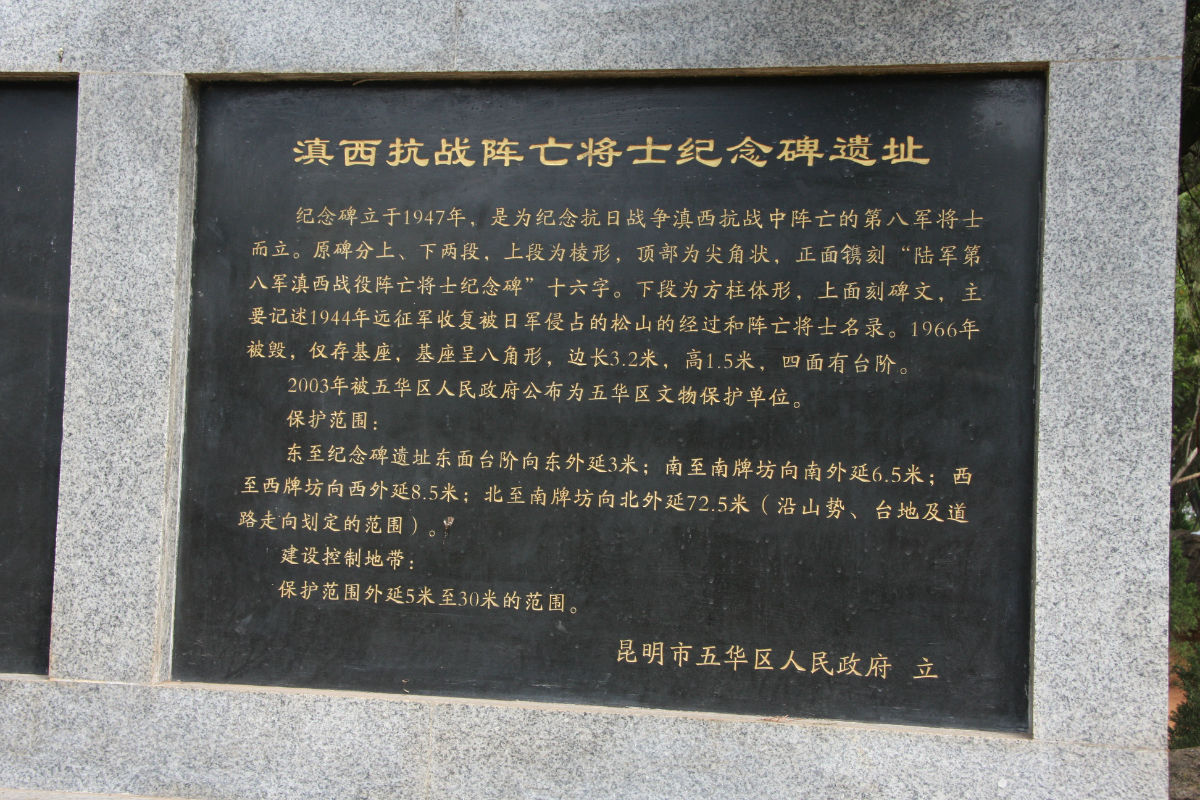 滇西抗战阵亡将士纪念碑遗址
纪念碑立于1947年，是为纪念抗日战争滇西抗战中阵亡的第八军将士
而立。原碑分上、下两段，上段为棱形，顶部为尖角状，正面镌刻“陆军第
八军滇西战役阵亡将士纪念碑”十六字。下段为方柱体形，上面刻碑文，主
要记述1944年远征军收复被日军侵占的松山的经过和阵亡将士名录。1966年
被毁，仅存基座，基座呈八角形，边长3.2米，高1.5米，四面有台阶。
2003年被五华区人民政府公布为五华区文物保护单位。
保护范围：
东至纪念碑遗址东面台阶向东外延3米；南至南牌坊向南外延6.5米；西
至西牌坊向西外延8.5米；北至南牌坊向北外延72.5米（沿山势、台地及道
路走向划定的范围）。
建设控制地带：
保护范围外延5米至30米的范围。
昆明市五华区人民政府 立